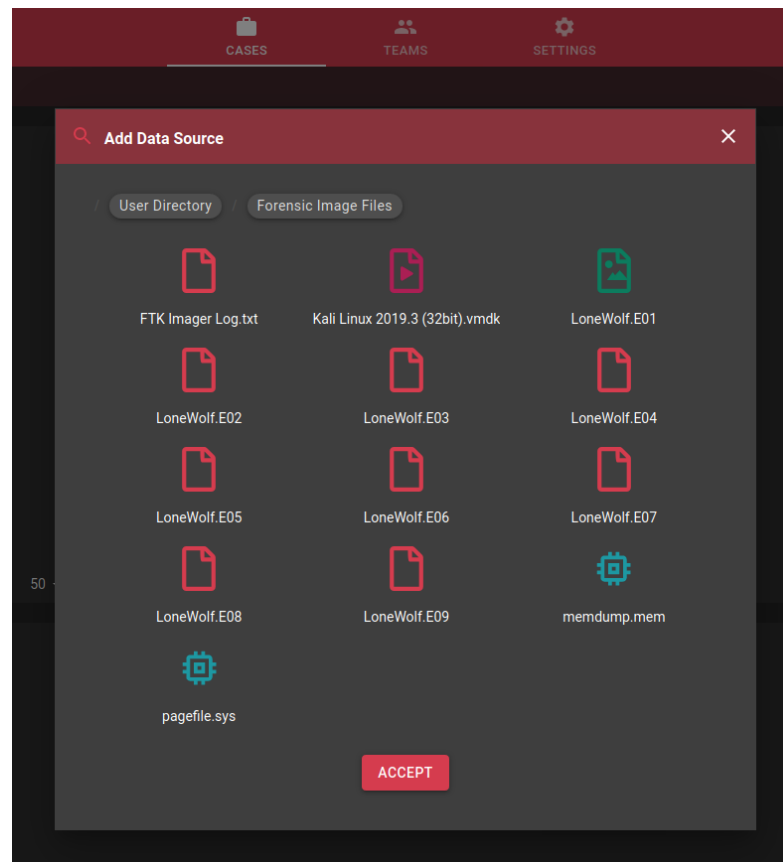 CASES TEAMS SETTINGS
Add Data Source
/ User Directory / Forensic Image Files
FTK Imager Log.txt Kali Linux 2019.3 (32bit).vmdk LoneWolf.E01
LoneWolf.E02 LoneWolf.E03 LoneWolf.E04
LoneWolf.E05 LoneWolf.E06 LoneWolf.E07
50
LoneWolf.E08 LoneWolf.E09 memdump.mem
pagefile.sys
ACCEPT